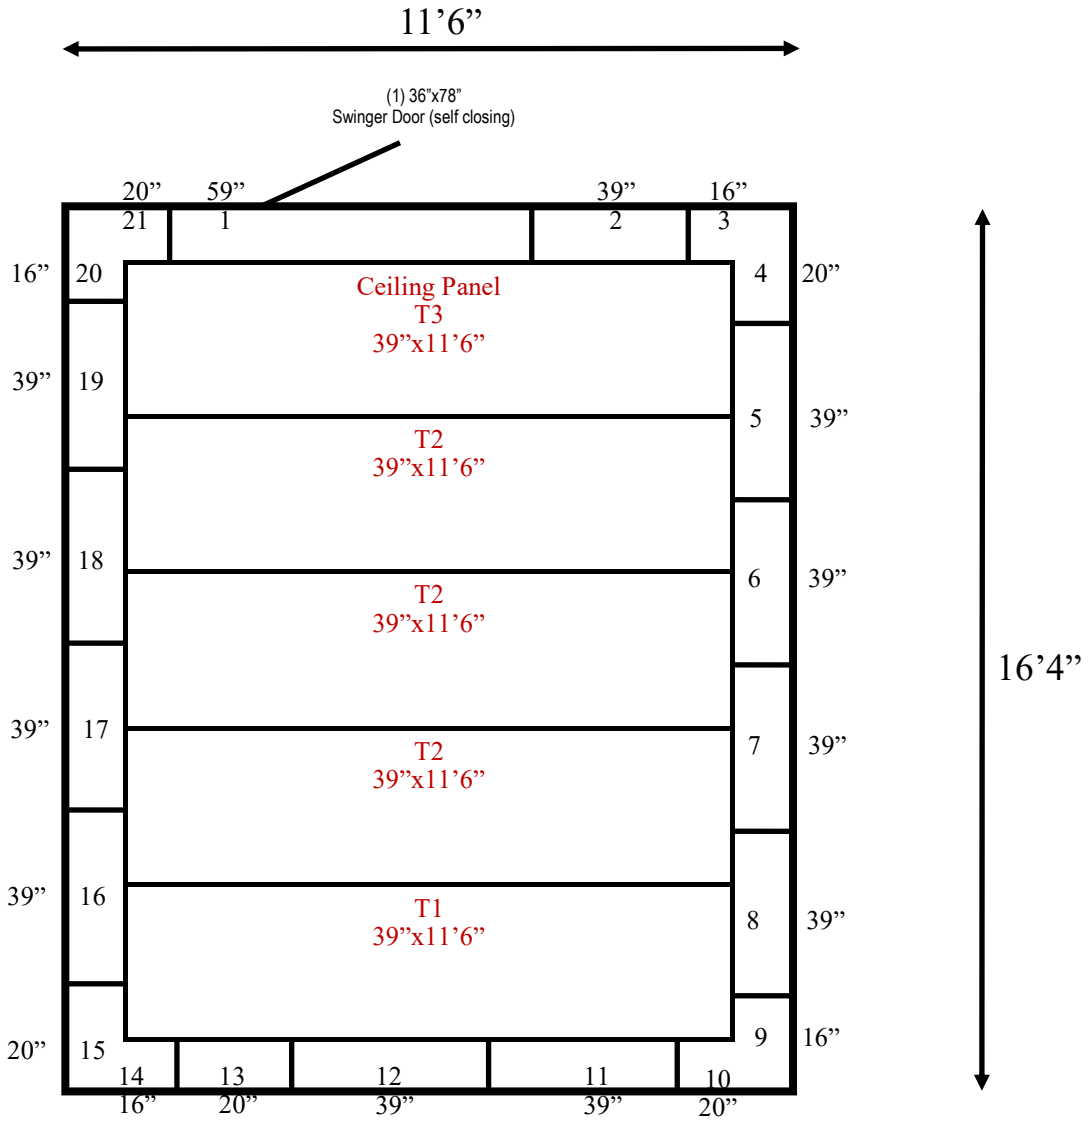 11’6”
(1) 36”x78”
Swinger Door (self closing)
20” 59” 39” 16”
21 1 2 3
16” 20 4 20”
Ceiling Panel
T3
39”x11’6”
39” 19 5 39”
T2
39”x11’6”
39” 18 6 39”
T2
39”x11’6”
16’4”
39” 17 7 39”
T2
39”x11’6”
39” 16 8 39”
T1
39”x11’6”
20” 15 9 16”
14 13 12 11 10
16” 20” 39” 39” 20”